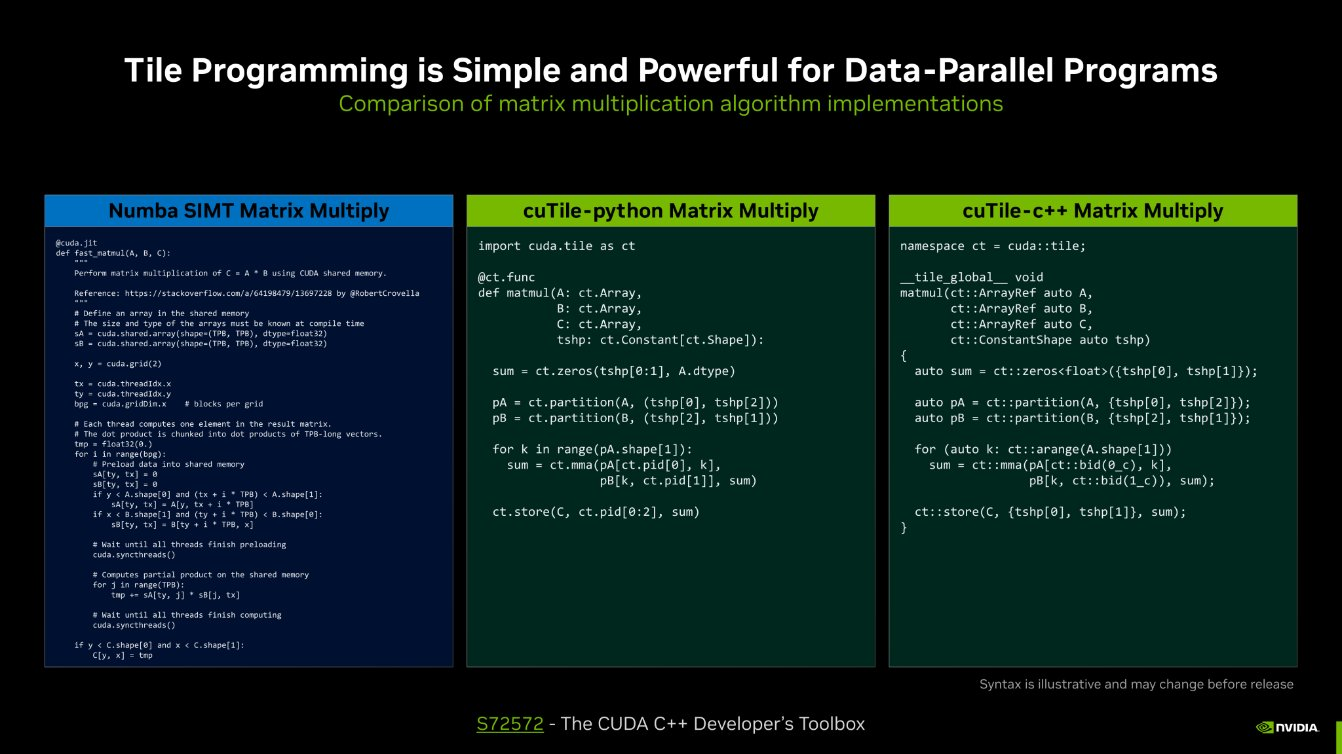 Tile Programming is Simple and Powerful for Data-Parallel Programs
Comparison of matrix multiplication algorithm implementations
Numba SIMT Matrix Multiply
@cuda.jit
def fast_matmul(A, B, C):
    """
    Perform matrix multiplication of C = A * B using CUDA shared memory.

    Reference: https://stackoverflow.com/a/64198479/13697228 by @RobertCrovella
    """
    # Define an array in the shared memory
    # The size and type of the arrays must be known at compile time
    sA = cuda.shared.array(shape=(TPB, TPB), dtype=float32)
    sB = cuda.shared.array(shape=(TPB, TPB), dtype=float32)

    x, y = cuda.grid(2)

    tx = cuda.threadIdx.x
    ty = cuda.threadIdx.y
    bpg = cuda.gridDim.x    # blocks per grid

    # Each thread computes one element in the result matrix.
    # The dot product is chunked into dot products of TPB-long vectors.
    tmp = float32(0.)
    for i in range(bpg):
        # Preload data into shared memory
        sA[ty, tx] = 0
        sB[ty, tx] = 0
        if y < A.shape[0] and (tx + i * TPB) < A.shape[1]:
            sA[ty, tx] = A[y, tx + i * TPB]
        if x < B.shape[1] and (ty + i * TPB) < B.shape[0]:
            sB[ty, tx] = B[ty + i * TPB, x]

        # Wait until all threads finish preloading
        cuda.syncthreads()

        # Computes partial product on the shared memory
        for j in range(TPB):
            tmp += sA[ty, j] * sB[j, tx]

        # Wait until all threads finish computing
        cuda.syncthreads()

    if y < C.shape[0] and x < C.shape[1]:
        C[y, x] = tmp
cuTile-python Matrix Multiply
import cuda.tile as ct

@ct.func
def matmul(A: ct.Array,
           B: ct.Array,
           C: ct.Array,
           tshp: ct.Constant[ct.Shape]):

  sum = ct.zeros(tshp[0:1], A.dtype)

  pA = ct.partition(A, (tshp[0], tshp[2]))
  pB = ct.partition(B, (tshp[2], tshp[1]))

  for k in range(pA.shape[1]):
    sum = ct.mma(pA[ct.pid[0], k],
                 pB[k, ct.pid[1]], sum)

  ct.store(C, ct.pid[0:2], sum)
cuTile-c++ Matrix Multiply
namespace ct = cuda::tile;

__tile_global__ void
matmul(ct::ArrayRef auto A,
       ct::ArrayRef auto B,
       ct::ArrayRef auto C,
       ct::ConstantShape auto tshp)
{
  auto sum = ct::zeros<float>({tshp[0], tshp[1]});

  auto pA = ct::partition(A, {tshp[0], tshp[2]});
  auto pB = ct::partition(B, {tshp[2], tshp[1]});

  for (auto k: ct::arange(A.shape[1]))
    sum = ct::mma(pA[ct::bid(0_c), k],
                  pB[k, ct::bid(1_c)), sum);

  ct::store(C, {tshp[0], tshp[1]}, sum);
}
Syntax is illustrative and may change before release
S72572 - The CUDA C++ Developer's Toolbox
NVIDIA.